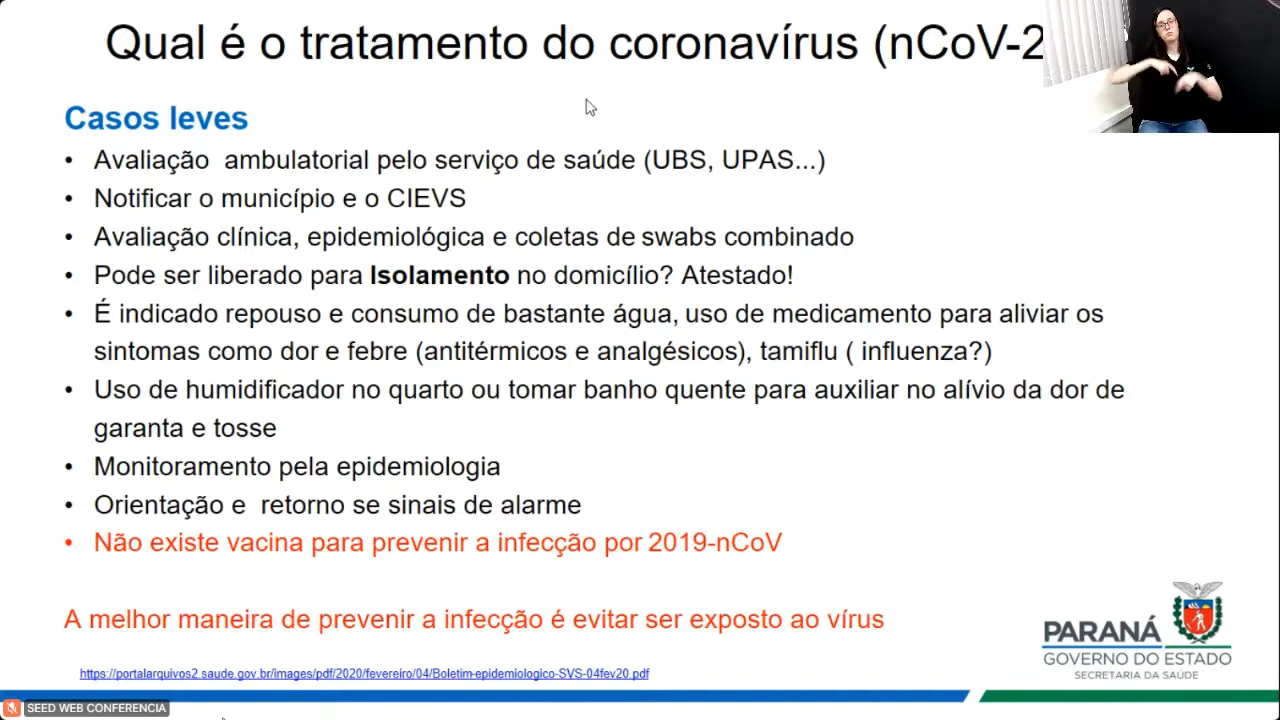 Qual é o tratamento do coronavírus (nCoV-2
Casos leves
• Avaliação  ambulatorial pelo serviço de saúde (UBS, UPAS...)
• Notificar o município e o CIEVS
• Avaliação clínica, epidemiológica e coletas de swabs combinado
• Pode ser liberado para Isolamento no domicílio? Atestado!
• É indicado repouso e consumo de bastante água, uso de medicamento para aliviar os
sintomas como dor e febre (antitérmicos e analgésicos), tamiflu ( influenza?)
• Uso de humidificador no quarto ou tomar banho quente para auxiliar no alívio da dor de
garanta e tosse
• Monitoramento pela epidemiologia
• Orientação e  retorno se sinais de alarme
• Não existe vacina para prevenir a infecção por 2019-nCoV
A melhor maneira de prevenir a infecção é evitar ser exposto ao vírus
PARANÁ
GOVERNO DO ESTADO
SECRETARIA DA SAÚDE
https://portalarquivos2.saude.gov.br/images/pdf/2020/fevereiro/04/Boletim-epidemiologico-SVS-04fev20.pdf
SEED WEB CONFERENCIA